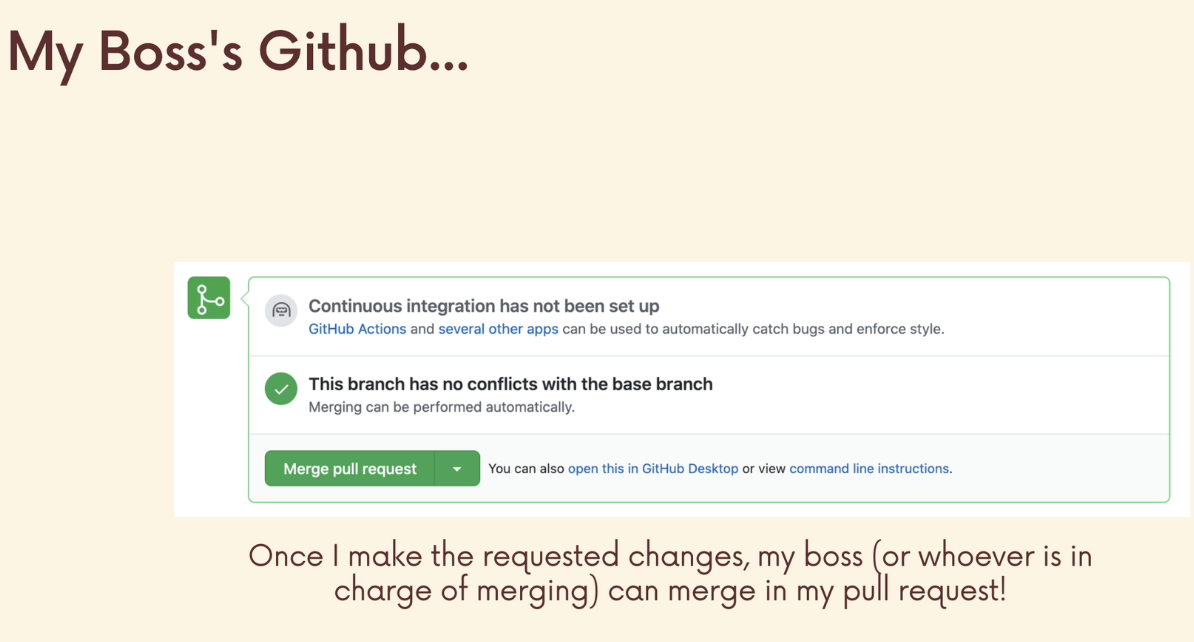 My Boss's Github...
Continuous integration has not been set up
GitHub Actions and several other apps can be used to automatically catch bugs and enforce style.
This branch has no conflicts with the base branch
Merging can be performed automatically.
Merge pull request
You can also open this in GitHub Desktop or view command line instructions.
Once I make the requested changes, my boss (or whoever is in
charge of merging) can merge in my pull request!